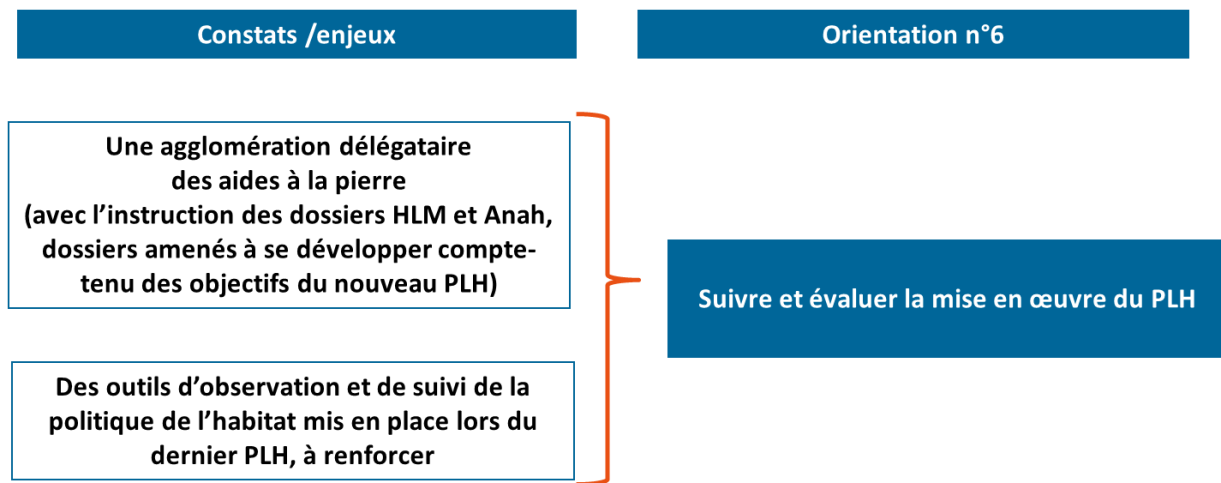 Constats /enjeux
Orientation n°6
Une agglomération délégataire
des aides à la pierre
(avec l'instruction des dossiers HLM et Anah,
dossiers amenés à se développer compte-
tenu des objectifs du nouveau PLH)
Des outils d'observation et de suivi de la
politique de l'habitat mis en place lors du
dernier PLH, à renforcer
Suivre et évaluer la mise en œuvre du PLH